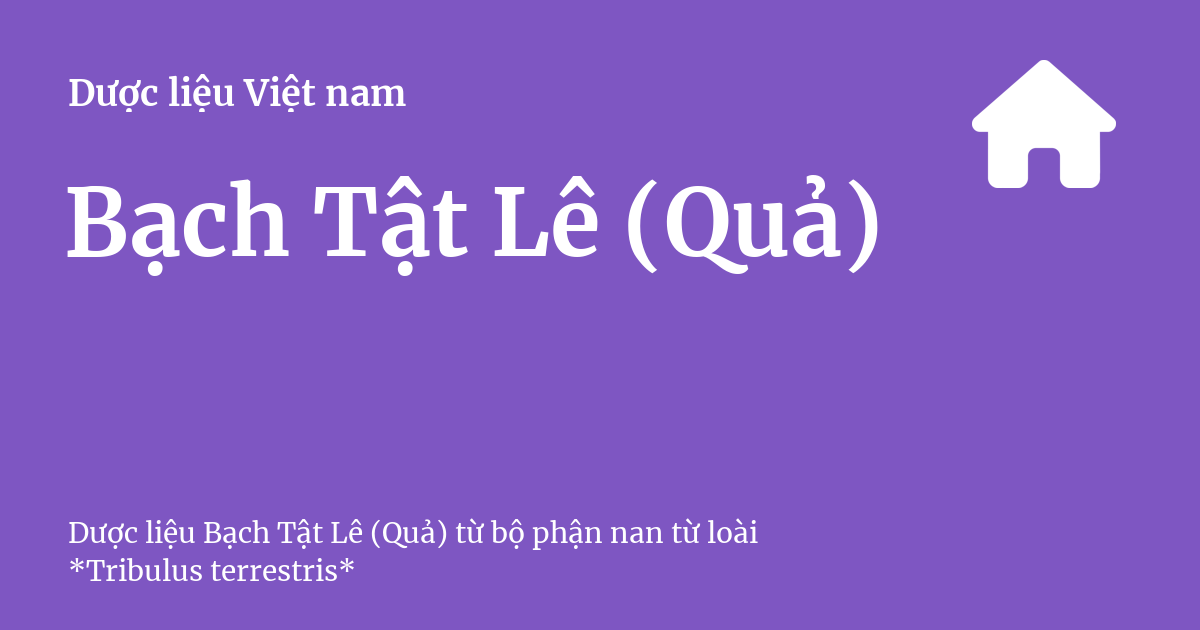 Dược liệu Việt nam
Bạch Tật Lê (Quả)
Dược liệu Bạch Tật Lê (Quả) từ bộ phận nan từ loài
*Tribulus terrestris*